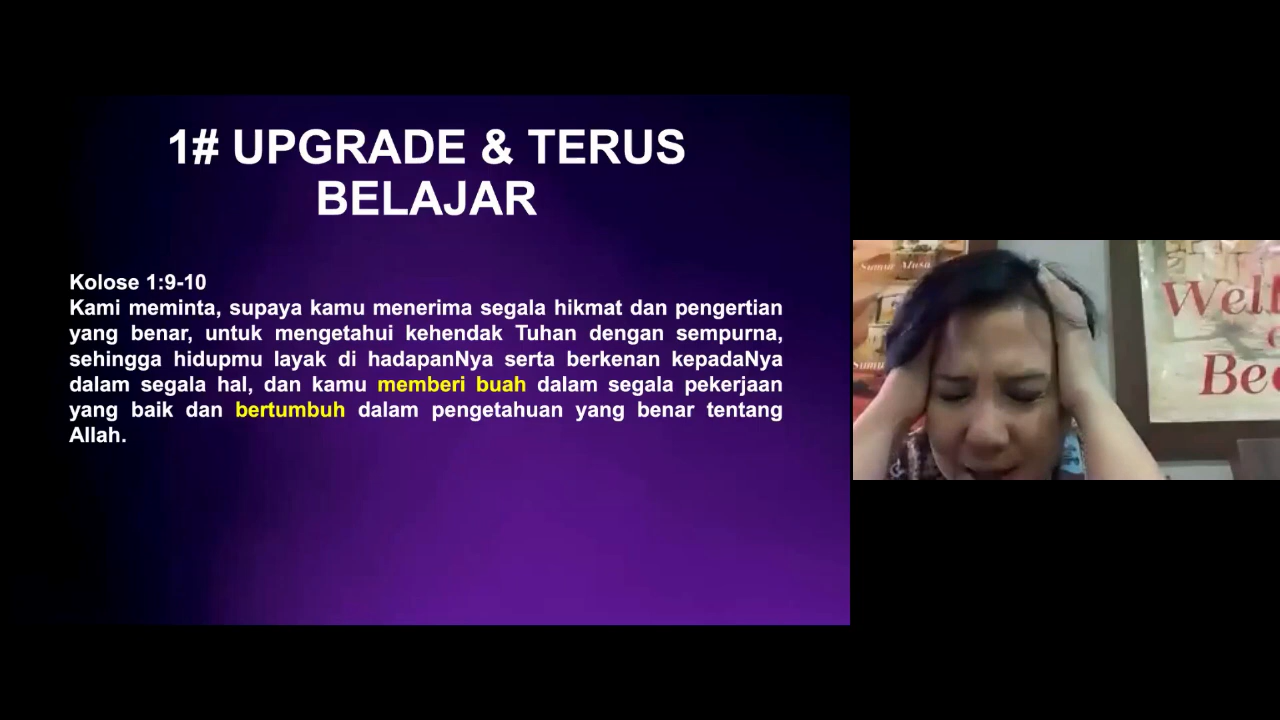 1# UPGRADE & TERUS
BELAJAR
Kolose 1:9-10
Kami meminta, supaya kamu menerima segala hikmat dan pengertian
yang benar, untuk mengetahui kehendak Tuhan dengan sempurna,
sehingga hidupmu layak di hadapanNya serta berkenan kepadaNya
dalam segala hal, dan kamu memberi buah dalam segala pekerjaan
yang baik dan bertumbuh dalam pengetahuan yang benar tentang
Allah.
Sumur Musa
Well